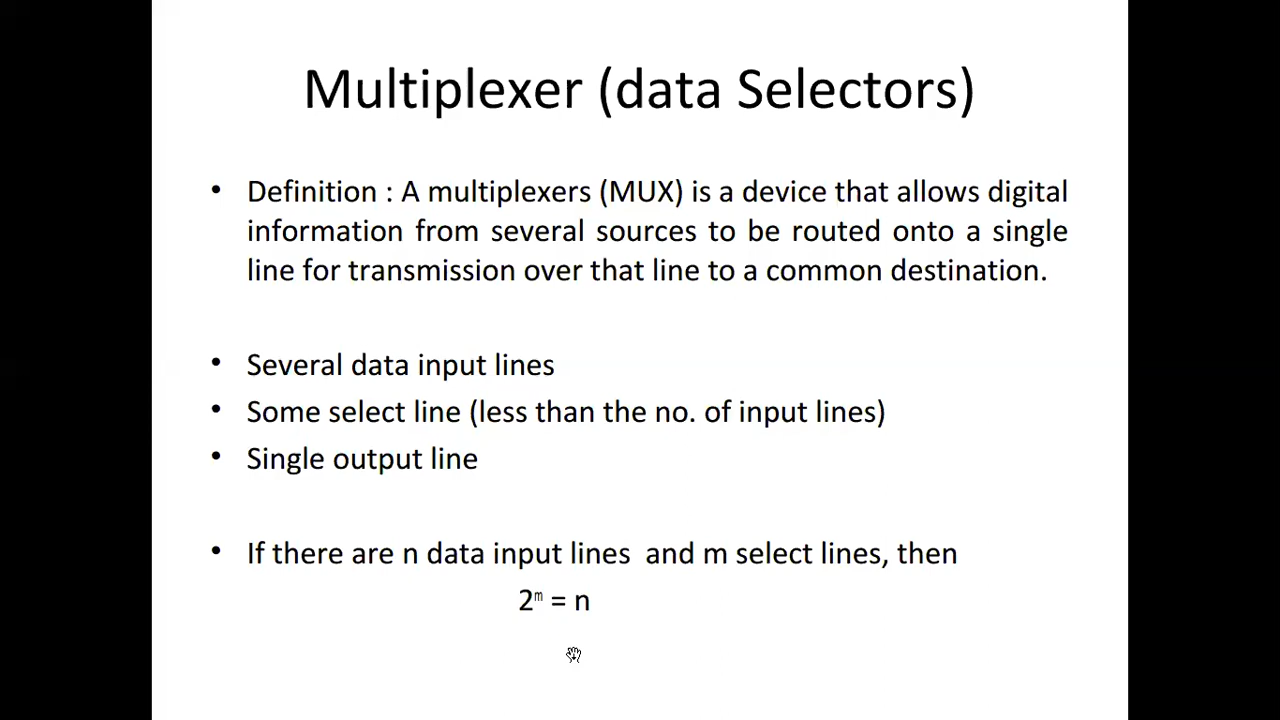 Multiplexer (data Selectors)
• Definition : A multiplexers (MUX) is a device that allows digital
information from several sources to be routed onto a single
line for transmission over that line to a common destination.
• Several data input lines
• Some select line (less than the no. of input lines)
• Single output line
• If there are n data input lines  and m select lines, then
2ᵐ = n